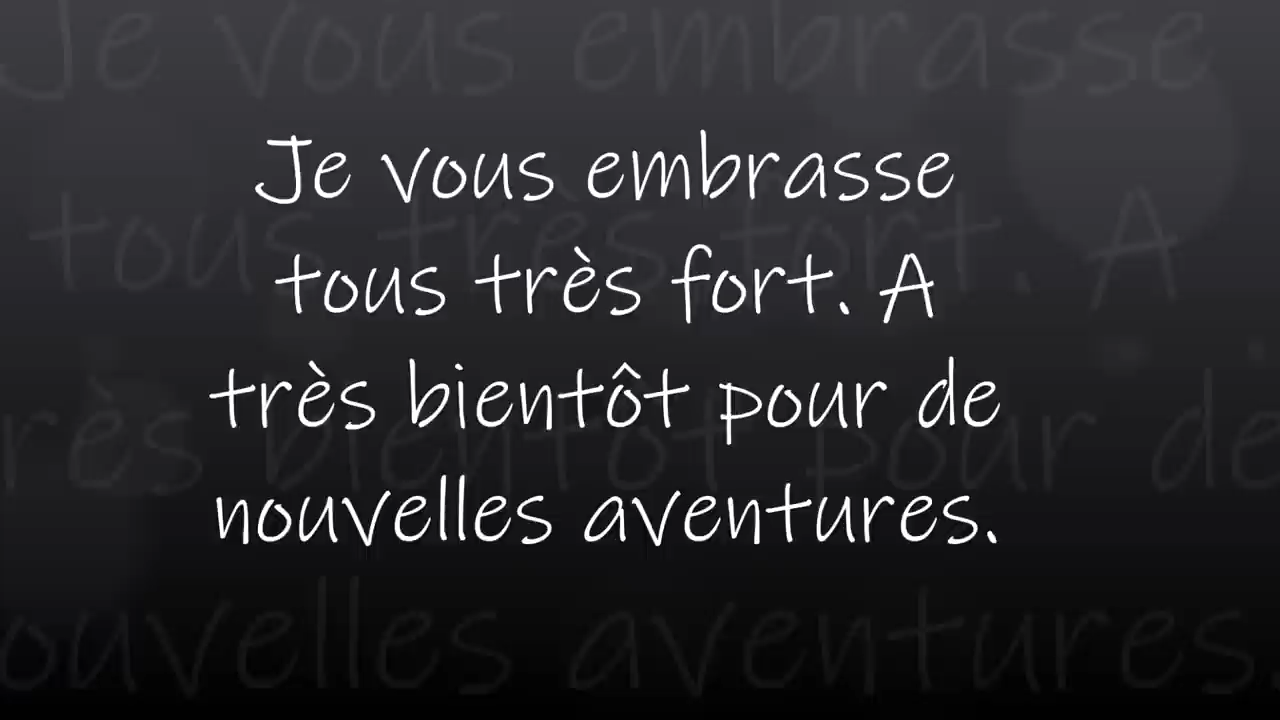 Je vous embrasse
tous très fort. A
très bientôt pour de
nouvelles aventures.